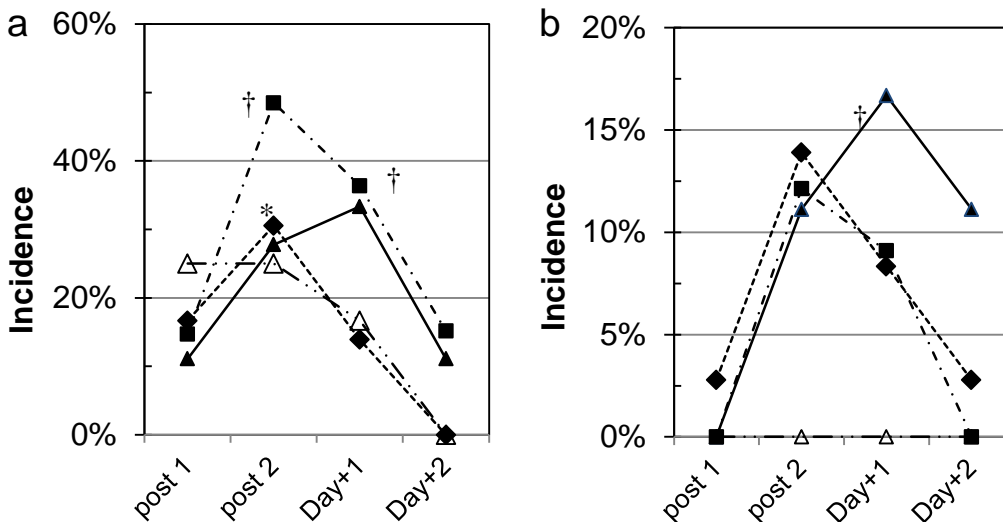 a
60%
40%
20%
0%
Incidence
†
*
†
post 1
post 2
Day+1
Day+2
b
20%
15%
10%
5%
0%
Incidence
†
post 1
post 2
Day+1
Day+2